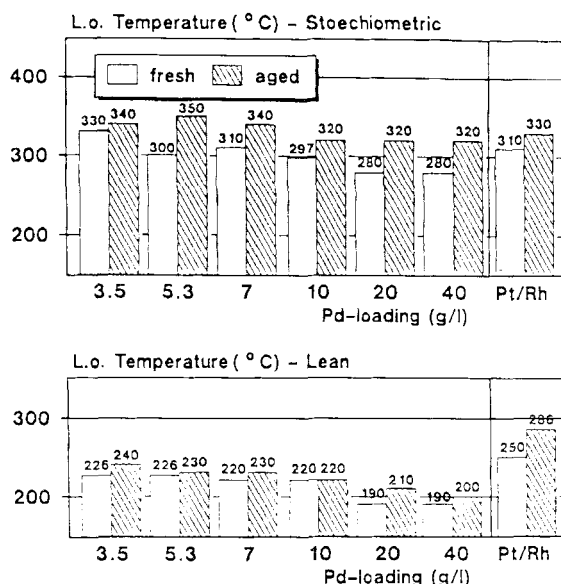 L.o. Temperature ( °C) - Stoechiometric
fresh aged
400
300
200
330 340 300 350 310 340 297 320 280 320 280 320 310 330
3.5 5.3 7 10 20 40 Pt/Rh
Pd-loading (g/l)
L.o. Temperature ( °C) - Lean
300
200
226 240 226 230 220 230 220 220 190 210 190 200 250 286
3.5 5.3 7 10 20 40 Pt/Rh
Pd-loading (g/l)